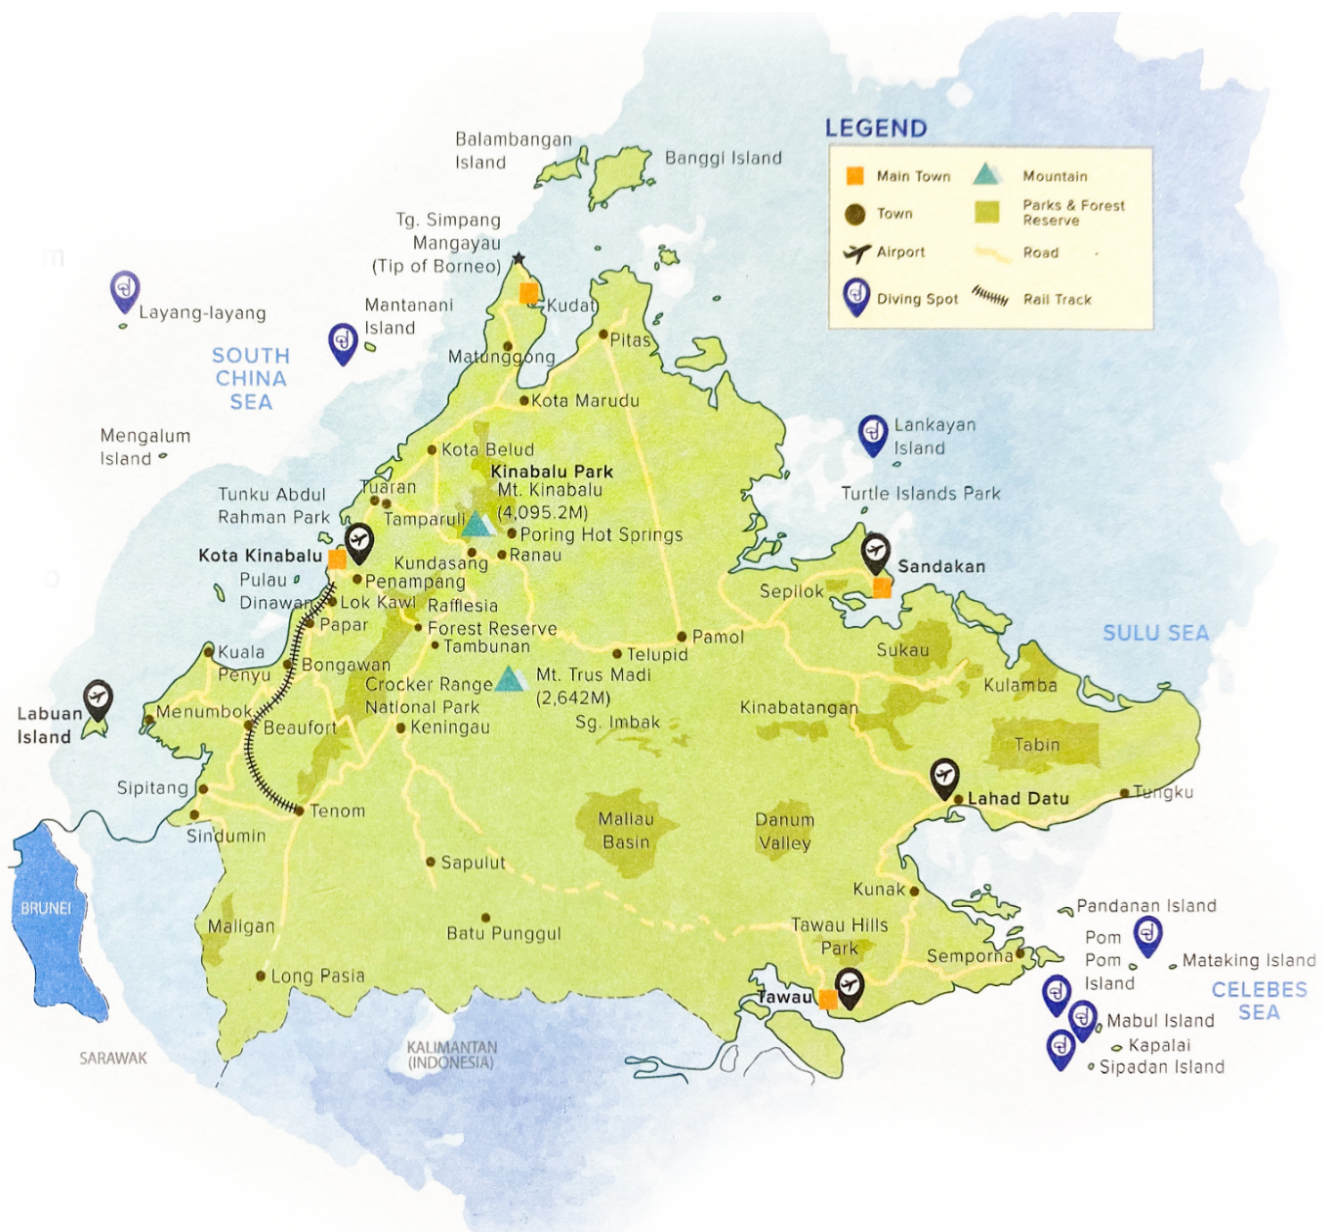 Balambangan
Island
Banggi Island
LEGEND
Main Town
Mountain
Town
Parks & Forest
Reserve
Airport
Road
Diving Spot
Rail Track
Tg. Simpang
Mangayau
(Tip of Borneo)
Kudat
Layang-layang
Mantanani
Island
SOUTH
CHINA
SEA
Matunggong
Pitas
Kota Marudu
Mengalum
Island
Kota Belud
Lankayan
Island
Kinabalu Park
Mt. Kinabalu
(4,095.2M)
Tuaran
Tunku Abdul
Rahman Park
Tamparuli
Turtle Islands Park
Poring Hot Springs
Kota Kinabalu
Kundasang
Ranau
Sandakan
Pulau
Dinawan
Penampang
Lok Kawi
Rafflesia
Forest Reserve
Sepilok
Papar
Tambunan
Pamol
SULU SEA
Kuala
Penyu
Bongawan
Telupid
Sukau
Crocker Range
National Park
Mt. Trus Madi
(2,642M)
Kulamba
Labuan
Island
Menumbok
Beaufort
Keningau
Sg. Imbak
Kinabatangan
Tabin
Sipitang
Tenom
Lahad Datu
Tungku
Sindumin
Maliau
Basin
Danum
Valley
Sapulut
Kunak
BRUNEI
Maligan
Batu Punggul
Tawau Hills
Park
Pandanan Island
Pom
Pom
Island
Semporna
Mataking Island
Long Pasia
Tawau
CELEBES
SEA
Mabul Island
Kapalai
Sipadan Island
SARAWAK
KALIMANTAN
(INDONESIA)